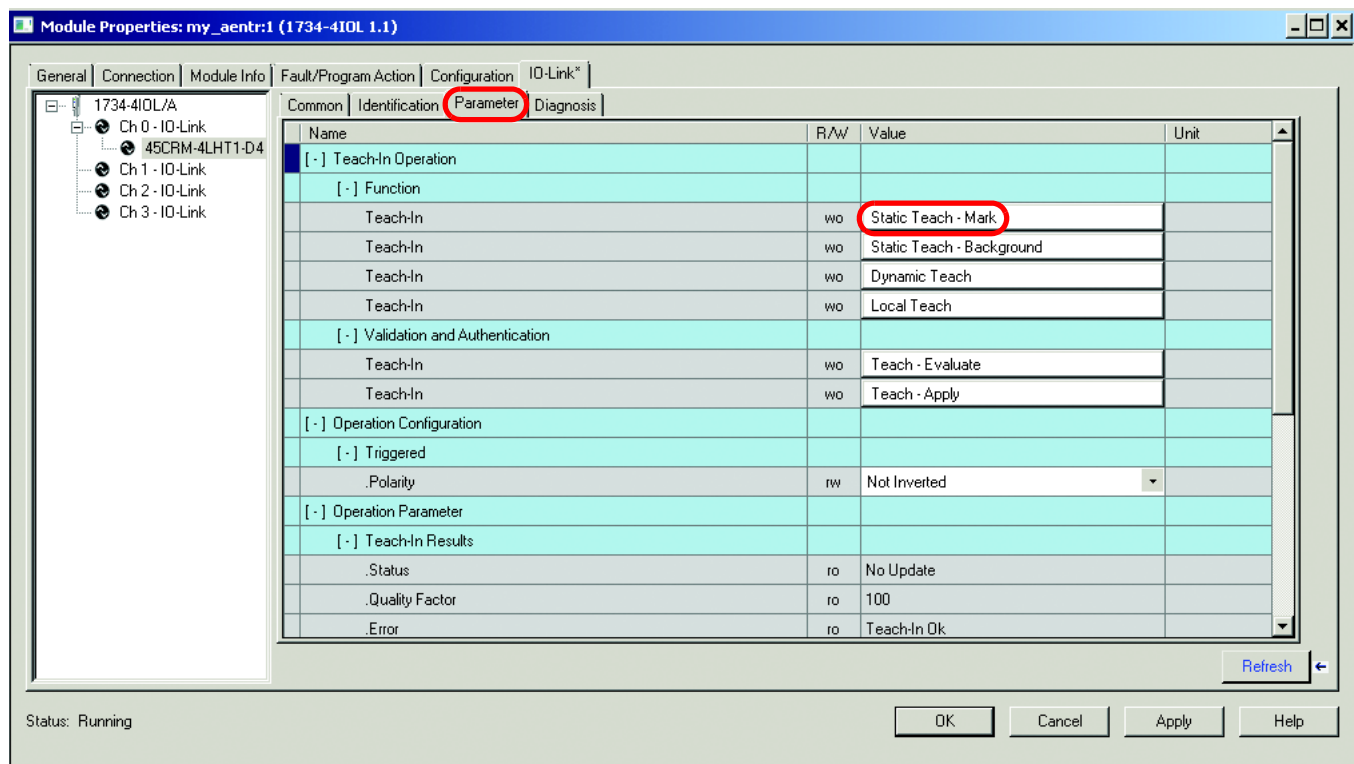 Module Properties: my_aentr:1 (1734-4IOL 1.1)
General Connection Module Info Fault/Program Action Configuration IO-Link*
1734-4IOL/A
Ch 0 - IO-Link
45CRM-4LHT1-D4
Ch 1 - IO-Link
Ch 2 - IO-Link
Ch 3 - IO-Link
Common Identification Parameter Diagnosis
Name R/W Value Unit
[-] Teach-In Operation
[-] Function
Teach-In wo Static Teach - Mark
Teach-In wo Static Teach - Background
Teach-In wo Dynamic Teach
Teach-In wo Local Teach
[-] Validation and Authentication
Teach-In wo Teach - Evaluate
Teach-In wo Teach - Apply
[-] Operation Configuration
[-] Triggered
.Polarity rw Not Inverted
[-] Operation Parameter
[-] Teach-In Results
.Status ro No Update
.Quality Factor ro 100
.Error ro Teach-In Ok
Refresh
Status: Running
OK Cancel Apply Help